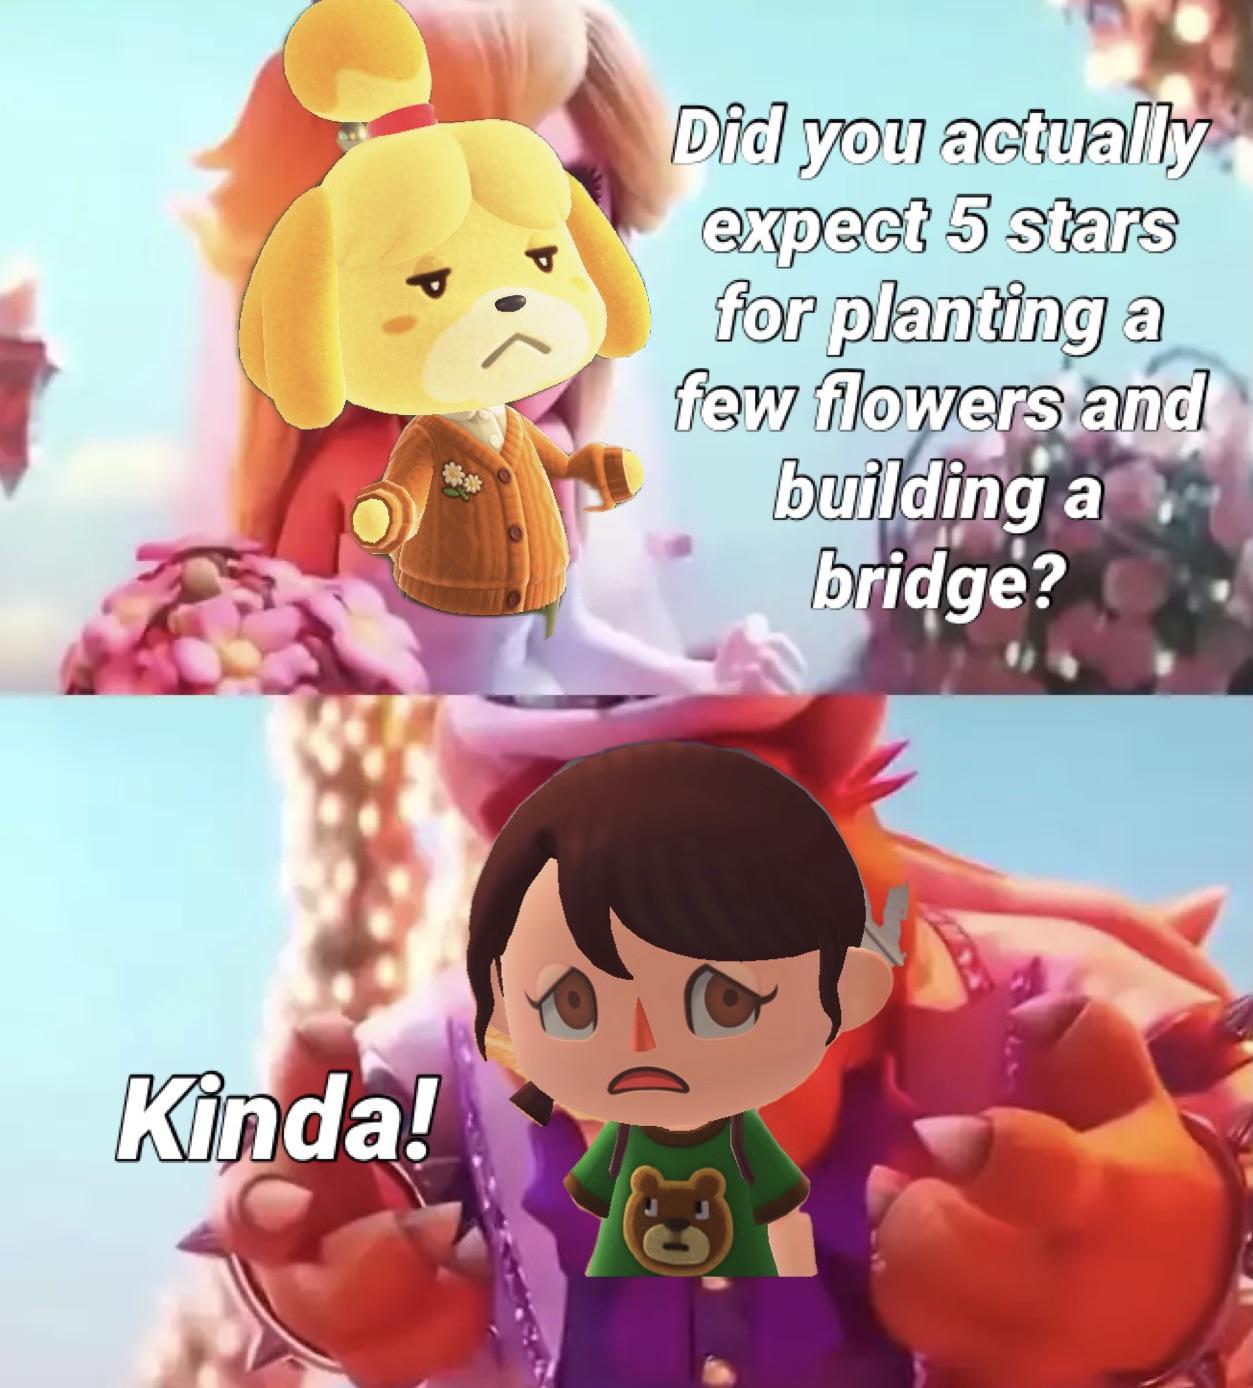 Did you actually
expect 5 stars
for planting a
few flowers and
building a
bridge?
Kinda!